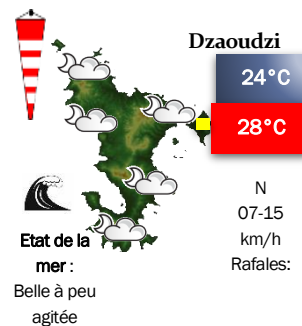 Dzaoudzi
24°C
28°C
N
07-15
km/h
Rafales:
Etat de la
mer :
Belle à peu
agitée